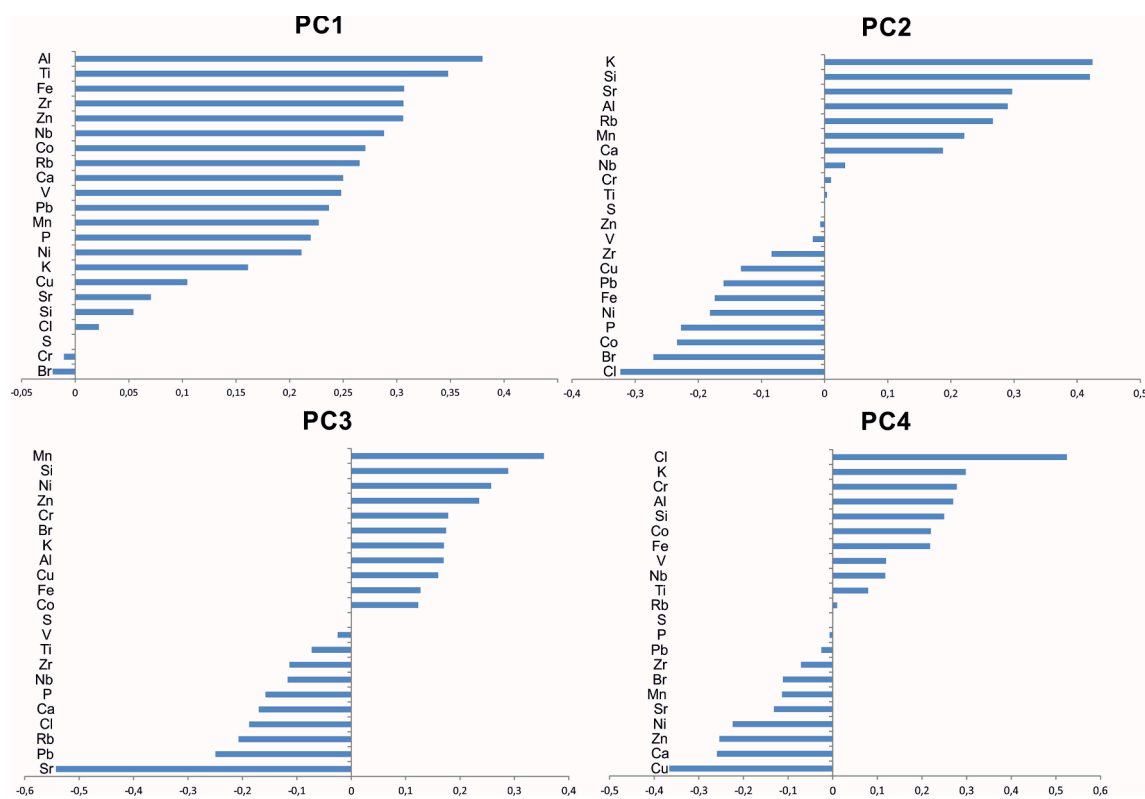 PC1
Al
Ti
Fe
Zr
Zn
Nb
Co
Rb
Ca
V
Pb
Mn
P
Ni
K
Cu
Sr
Si
Cl
S
Cr
Br
-0,05 0 0,05 0,1 0,15 0,2 0,25 0,3 0,35 0,4
PC2
K
Si
Sr
Al
Rb
Mn
Ca
Nb
Cr
Ti
S
Zn
V
Zr
Cu
Pb
Fe
Ni
P
Co
Br
Cl
-0,4 -0,3 -0,2 -0,1 0 0,1 0,2 0,3 0,4 0,5
PC3
Mn
Si
Ni
Zn
Cr
Br
K
Al
Cu
Fe
Co
S
V
Ti
Zr
Nb
P
Ca
Cl
Rb
Pb
Sr
-0,6 -0,5 -0,4 -0,3 -0,2 -0,1 0 0,1 0,2 0,3 0,4
PC4
Cl
K
Cr
Al
Si
Co
Fe
V
Nb
Ti
Rb
S
P
Pb
Zr
Br
Mn
Sr
Ni
Zn
Ca
Cu
-0,5 -0,4 -0,3 -0,2 -0,1 0 0,1 0,2 0,3 0,4 0,5 0,6